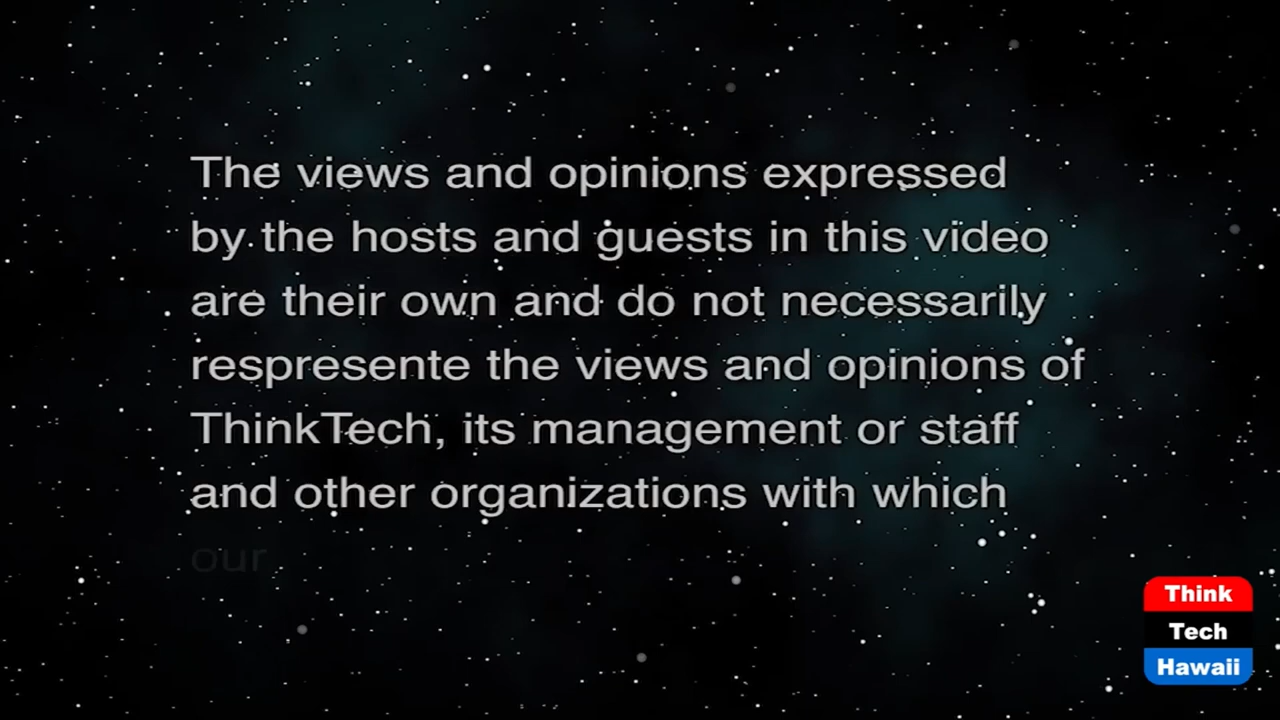 The views and opinions expressed
by the hosts and guests in this video
are their own and do not necessarily
respresente the views and opinions of
ThinkTech, its management or staff
and other organizations with which
our
Think
Tech
Hawaii